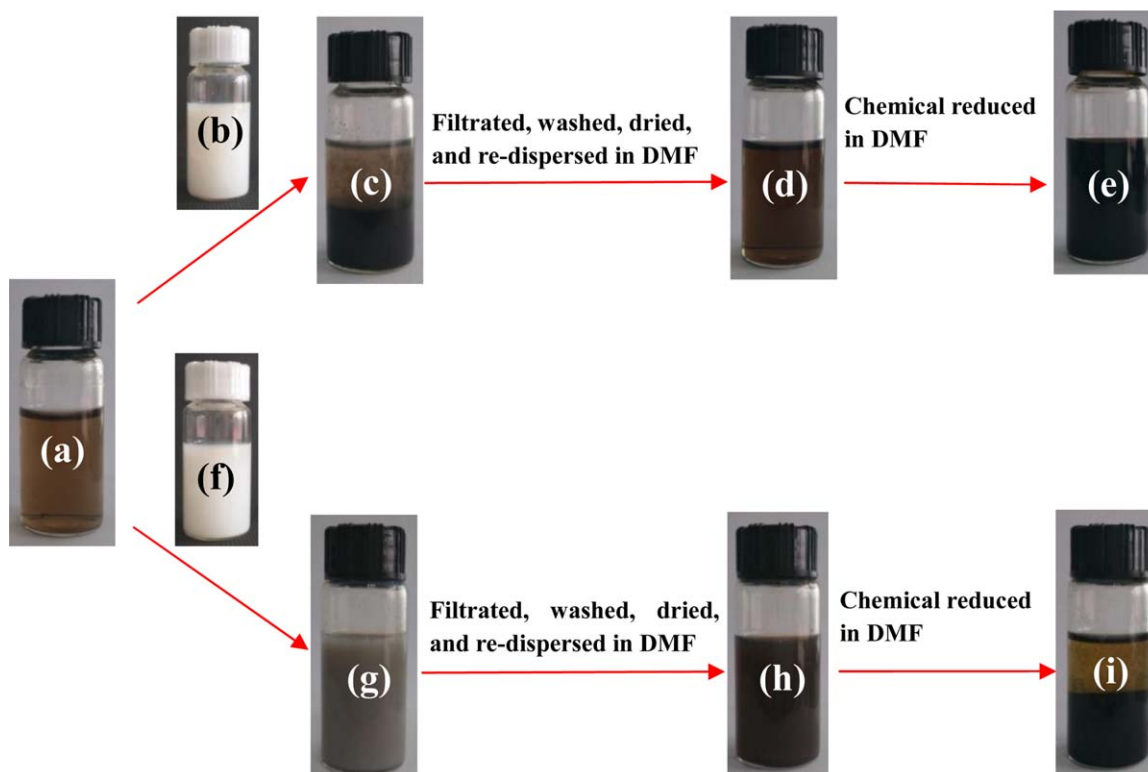 (b)
(c)
Filtrated, washed, dried,
and re-dispersed in DMF
(d)
Chemical reduced
in DMF
(e)
(a)
(f)
(g)
Filtrated, washed, dried,
and re-dispersed in DMF
(h)
Chemical reduced
in DMF
(i)